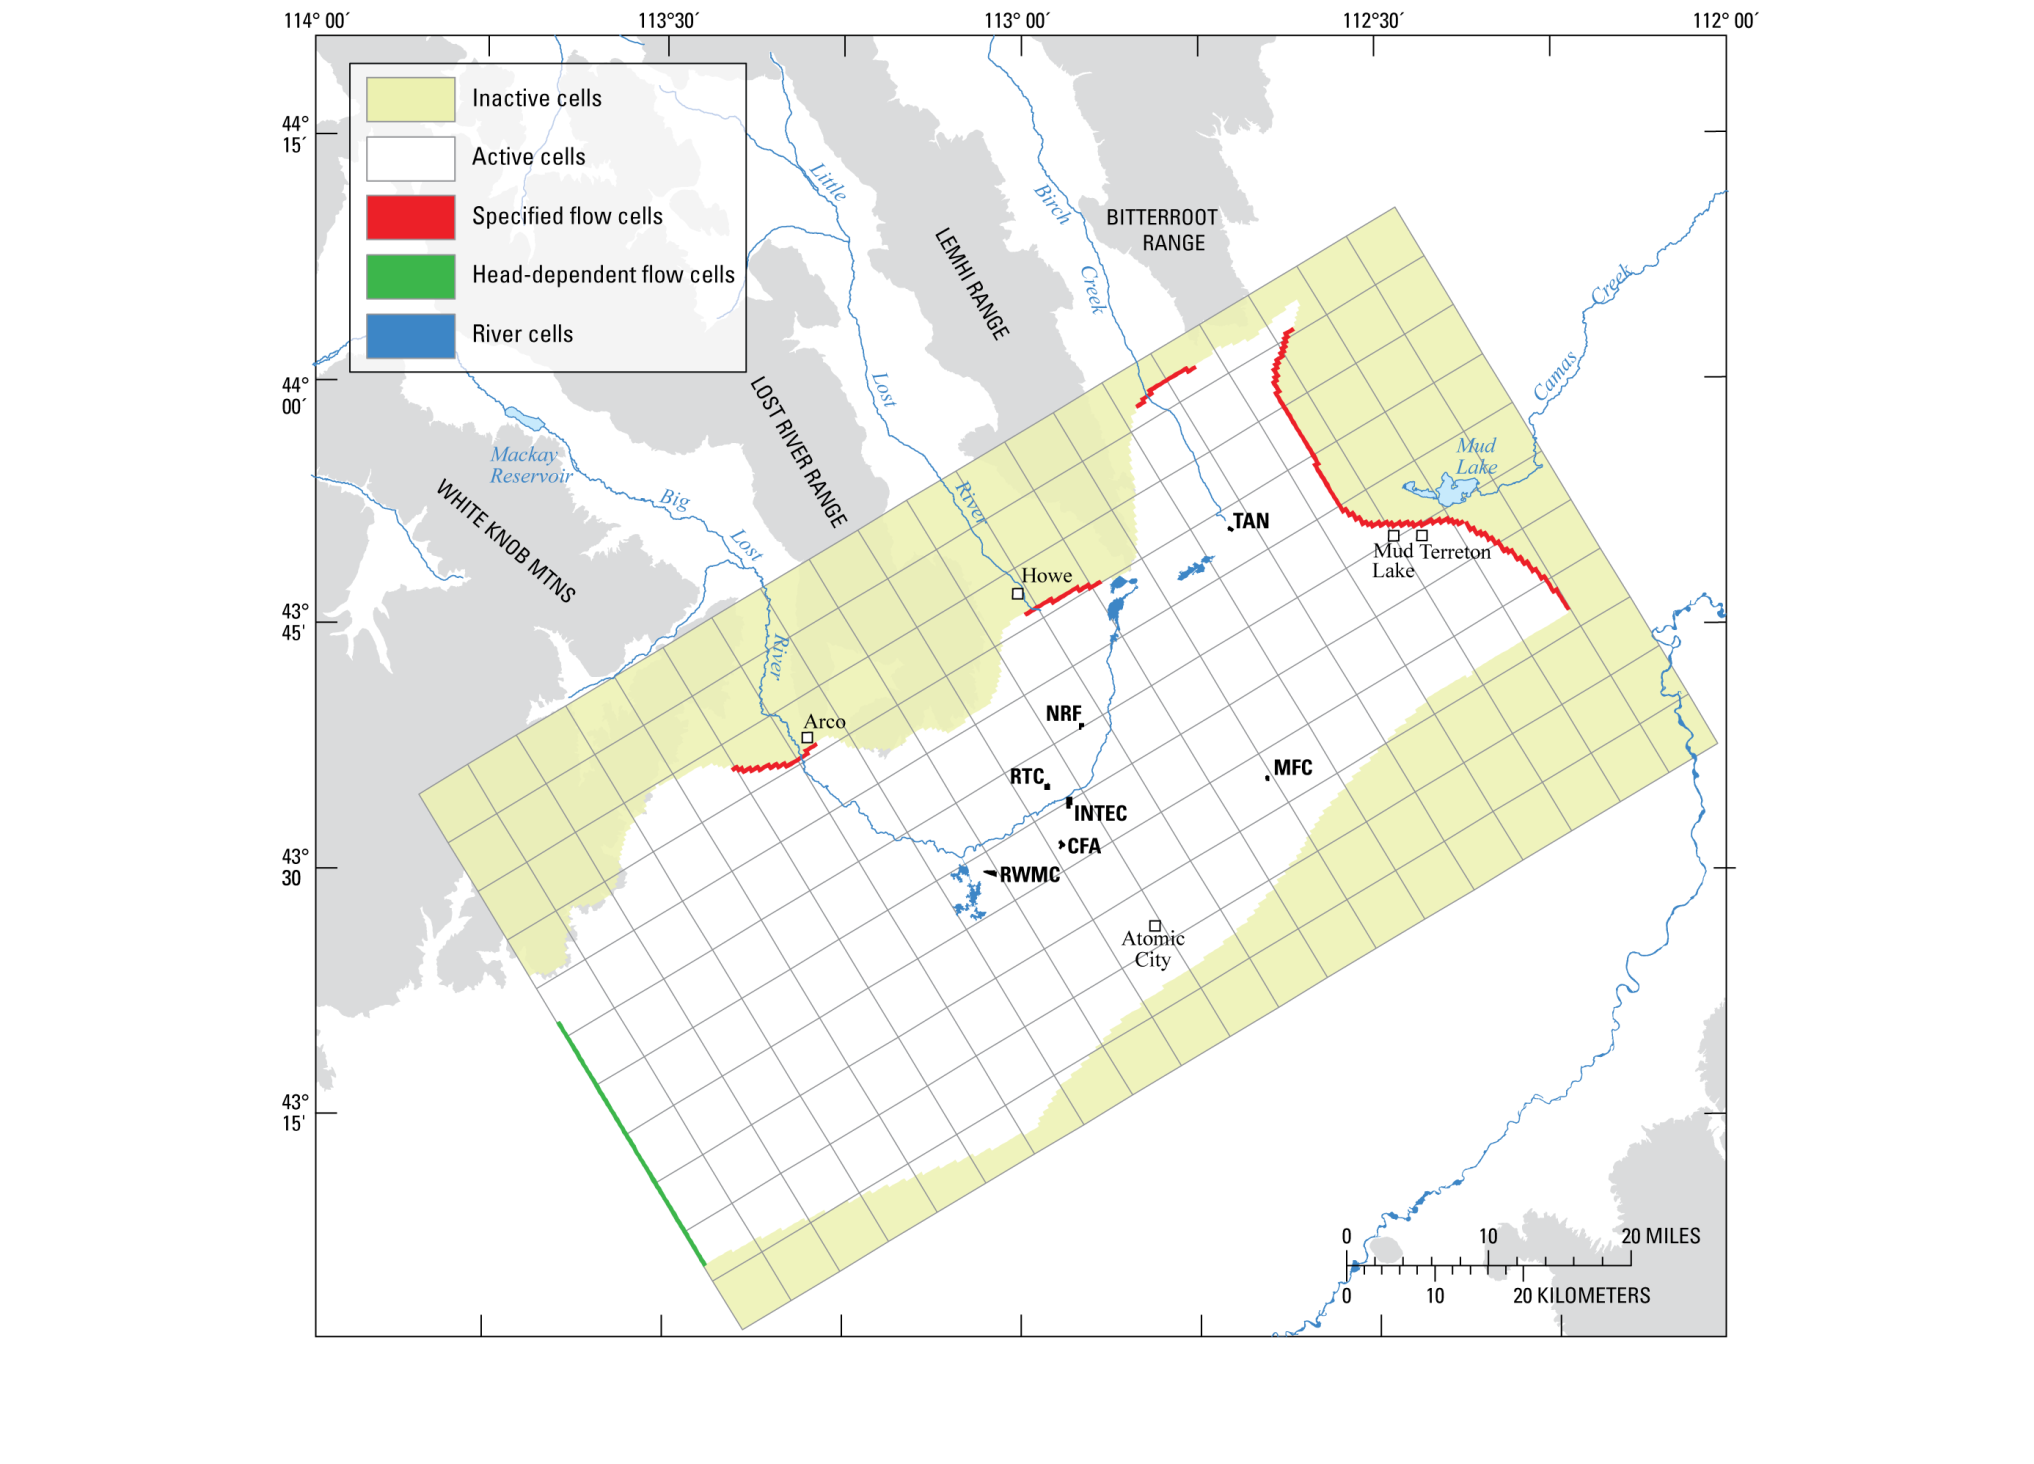 114° 00´
113°30´
113° 00´
112°30´
112° 00´
44°
15´
44°
00´
43°
45´
43°
30
43°
15´
Inactive cells
Active cells
Specified flow cells
Head-dependent flow cells
River cells
Little
Lost
River
Birch
Creek
BITTERROOT
RANGE
LEMHI RANGE
LOST RIVER RANGE
WHITE KNOB MTNS
Mackay
Reservoir
Big
Lost
River
Camas
Creek
Mud
Lake
TAN
Mud
Lake
Terreton
Howe
Arco
NRF
RTC
INTEC
CFA
RWMC
MFC
Atomic
City
0 10 20 MILES
0 10 20 KILOMETERS